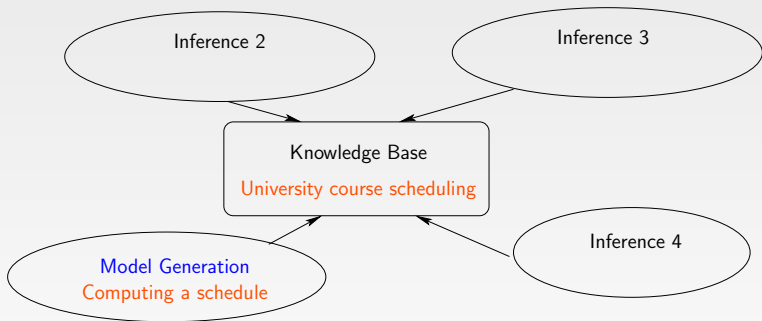 Inference 2
Inference 3
Knowledge Base
University course scheduling
Inference 4
Model Generation
Computing a schedule